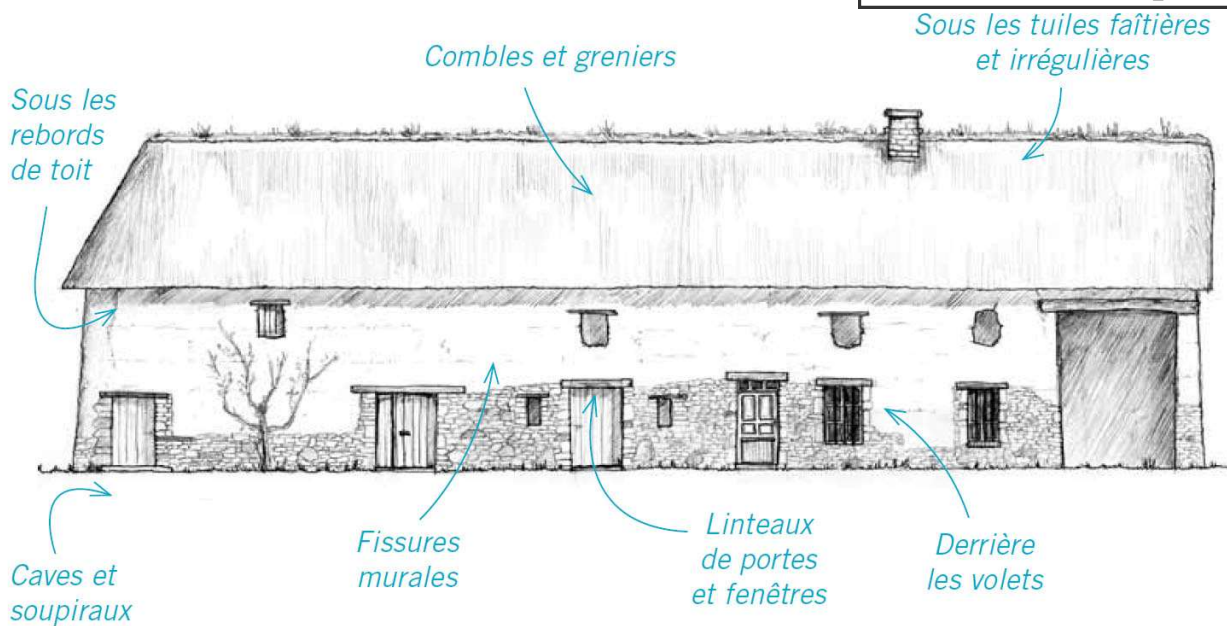 Sous les tuiles faîtières
et irrégulières
Combles et greniers
Sous les
rebords
de toit
Fissures
murales
Linteaux
de portes
et fenêtres
Derrière
les volets
Caves et
soupiraux